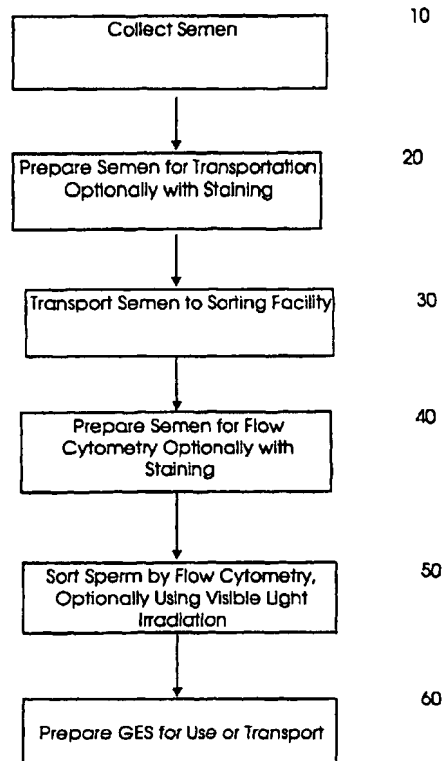 10
Collect Semen
20
Prepare Semen for Transportation
Optionally with Staining
30
Transport Semen to Sorting Facility
40
Prepare Semen for Flow
Cytometry Optionally with
Staining
50
Sort Sperm by Flow Cytometry,
Optionally Using Visible Light
Irradiation
60
Prepare GES for Use or Transport